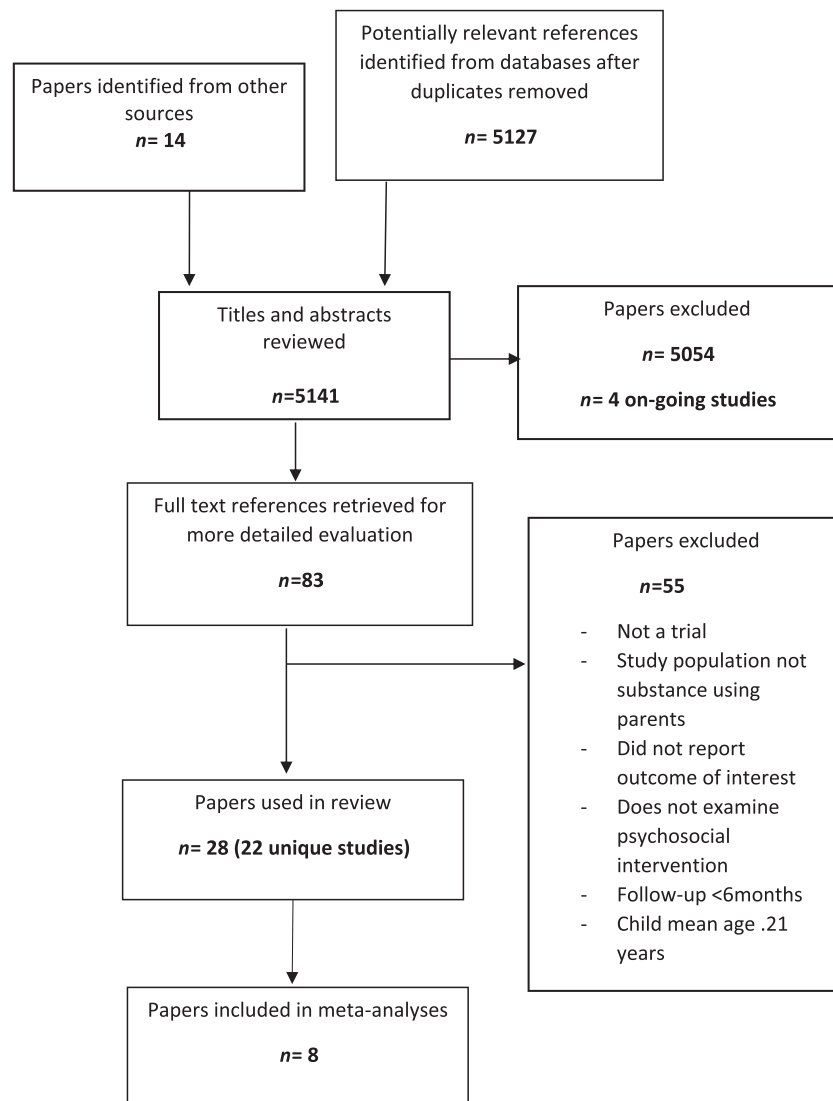 Papers identified from other
sources
n= 14
Potentially relevant references
identified from databases after
duplicates removed
n= 5127
Titles and abstracts
reviewed
n=5141
Papers excluded
n= 5054
n= 4 on-going studies
Full text references retrieved for
more detailed evaluation
n=83
Papers excluded
n=55
- Not a trial
- Study population not
substance using
parents
- Did not report
outcome of interest
- Does not examine
psychosocial
intervention
- Follow-up <6months
- Child mean age .21
years
Papers used in review
n= 28 (22 unique studies)
Papers included in meta-analyses
n= 8